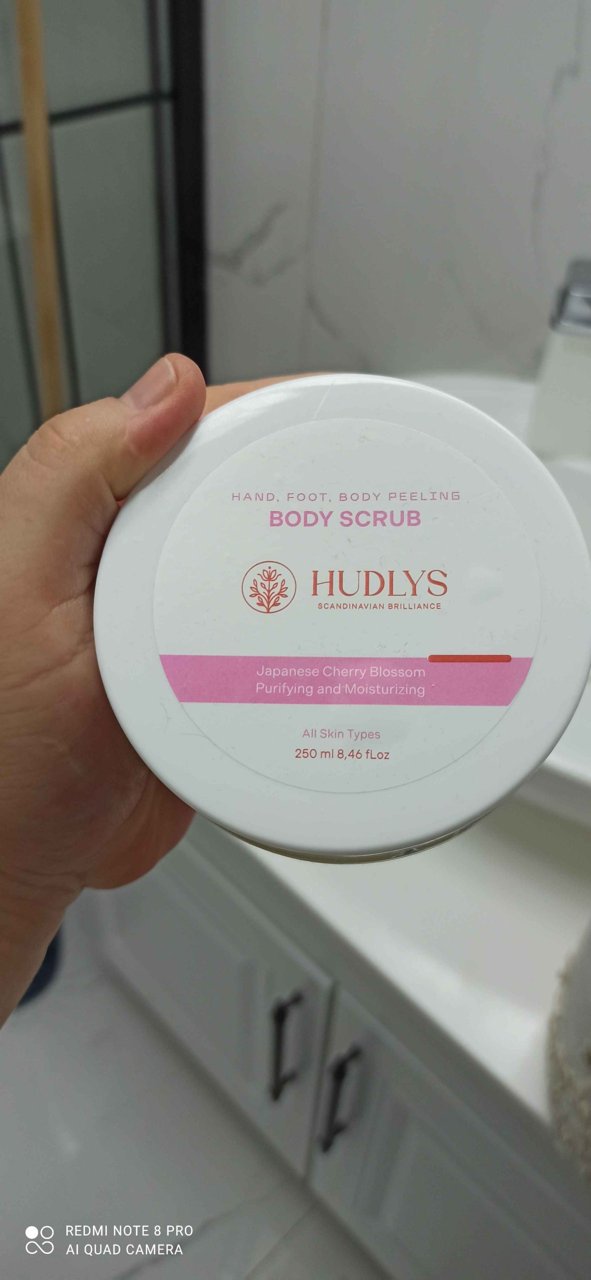 HAND, FOOT, BODY PEELING
BODY SCRUB
HUDLYS
SCANDINAVIAN BRILLIANCE
Japanese Cherry Blossom
Purifying and Moisturizing
All Skin Types
250 ml 8,46 fLoz
REDMI NOTE 8 PRO
AI QUAD CAMERA